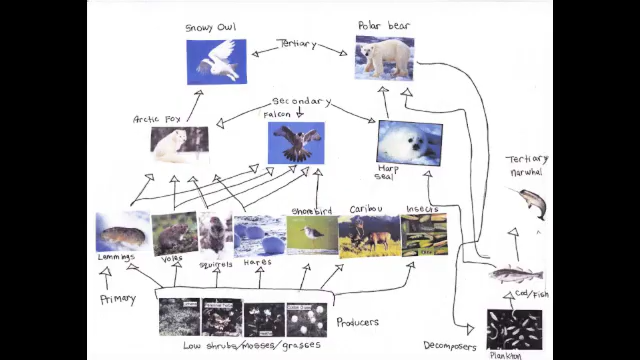 Snowy Owl
Polar bear
Tertiary
Secondary
Arctic Fox
Falcon
Harp
Seal
Tertiary
Narwhal
Shorebird
Caribou
Insects
Lemmings
Voles
Squirrels
Hares
Cod/Fish
Primary
Producers
Low shrubs/mosses/grasses
Decomposers
Plankton